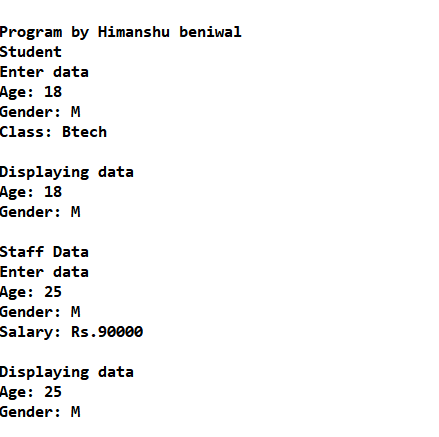 Program by Himanshu beniwal
Student
Enter data
Age: 18
Gender: M
Class: Btech
Displaying data
Age: 18
Gender: M
Staff Data
Enter data
Age: 25
Gender: M
Salary: Rs.90000
Displaying data
Age: 25
Gender: M